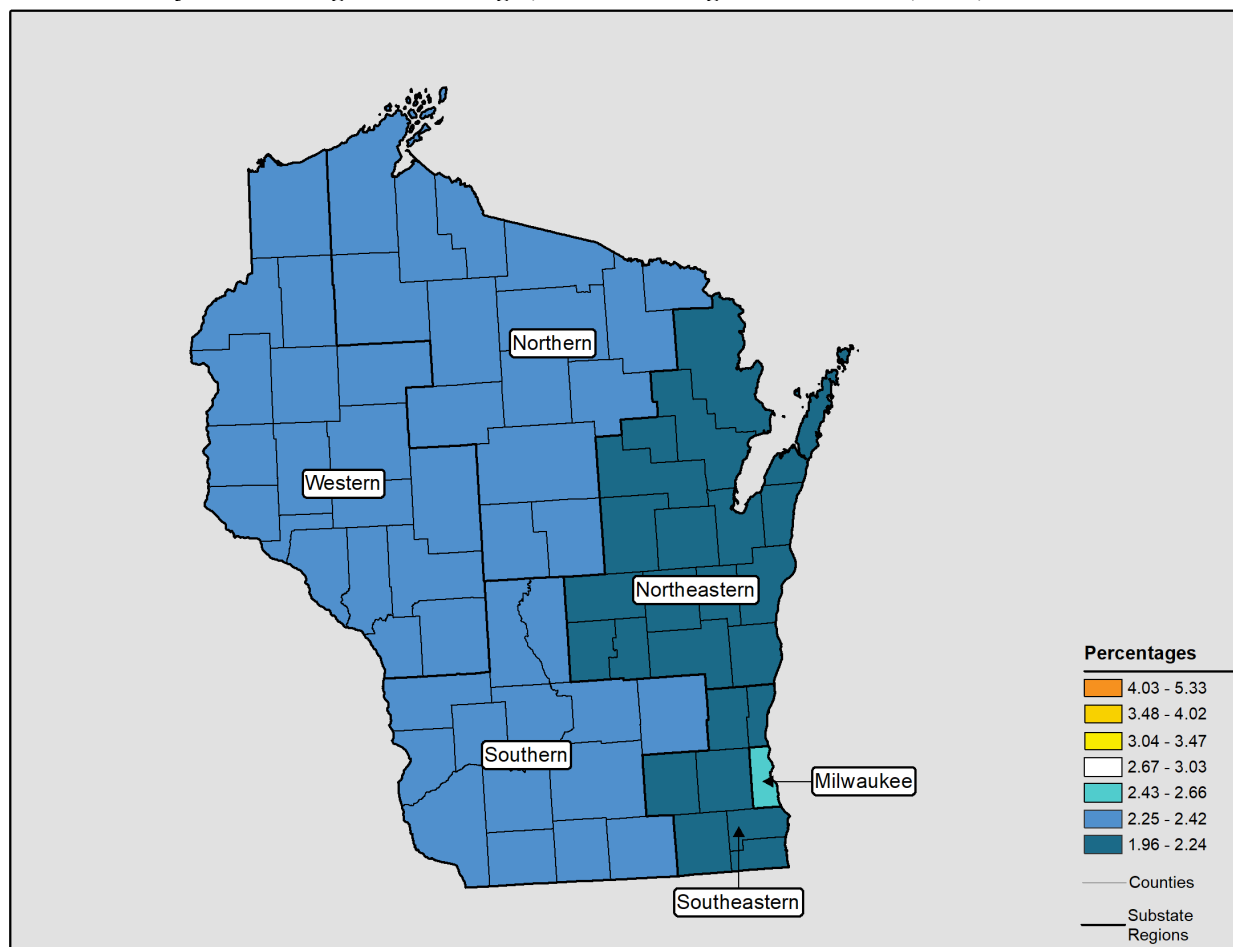 Northern
Western
Northeastern
Southern
Milwaukee
Southeastern
Percentages
4.03 - 5.33
3.48 - 4.02
3.04 - 3.47
2.67 - 3.03
2.43 - 2.66
2.25 - 2.42
1.96 - 2.24
Counties
Substate
Regions